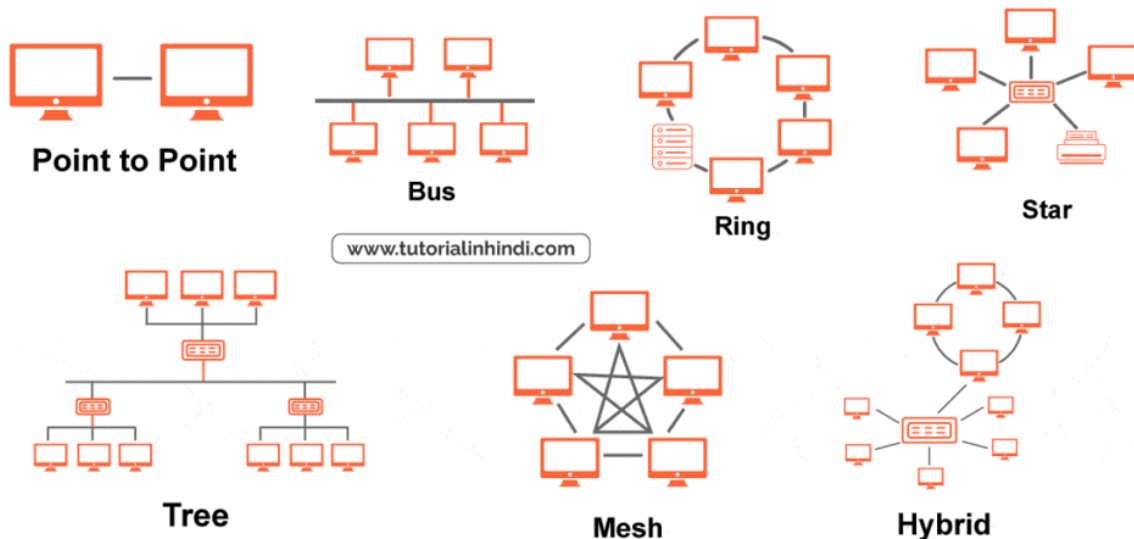 Point to Point
Bus
Ring
Star
www.tutorialinhindi.com
Tree
Mesh
Hybrid